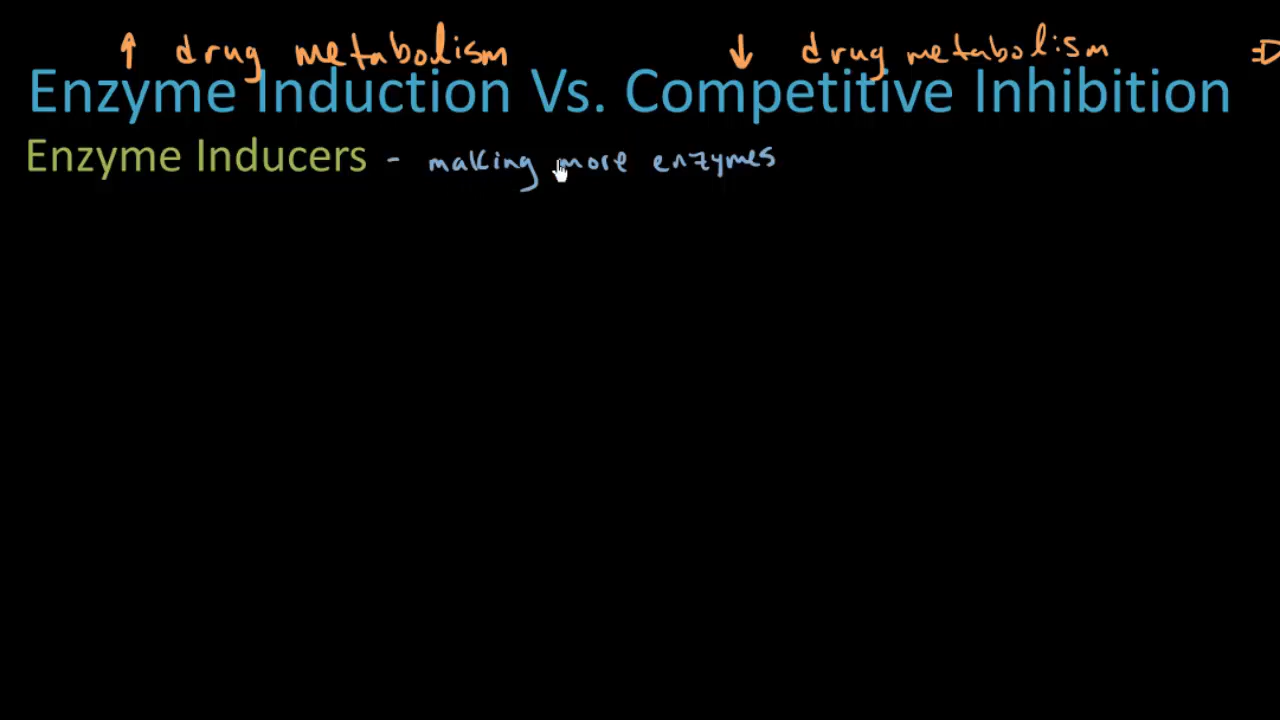 ↑ drug metabolism ↓ drug metabolism
Enzyme Induction Vs. Competitive Inhibition
Enzyme Inducers - making more enzymes